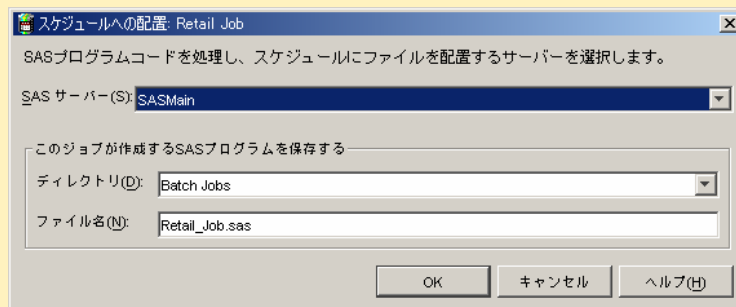 スケジュールへの配置: Retail Job
SASプログラムコードを処理し、スケジュールにファイルを配置するサーバーを選択します。
SAS サーバー(S): SASMain
このジョブが作成するSASプログラムを保存する
ディレクトリ(D): Batch Jobs
ファイル名(N): Retail_Job.sas
OK キャンセル ヘルプ(H)